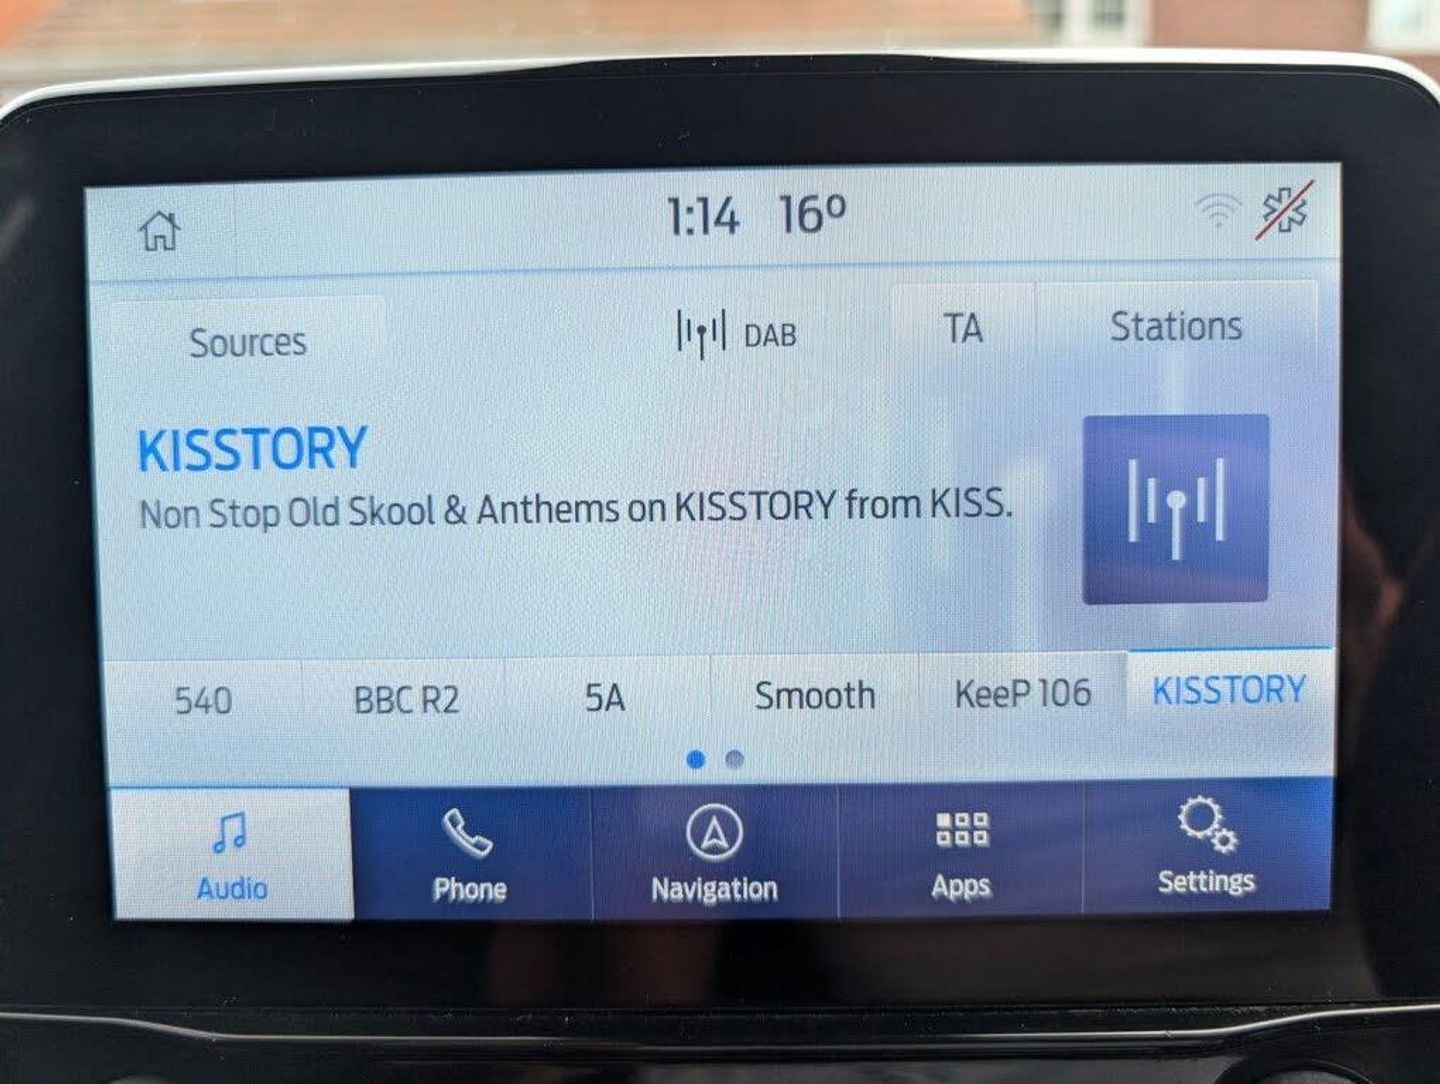 1:14 16º
Sources DAB TA Stations
KISSTORY
Non Stop Old Skool & Anthems on KISSTORY from KISS.
540 BBC R2 5A Smooth KeeP 106 KISSTORY
Audio Phone Navigation Apps Settings